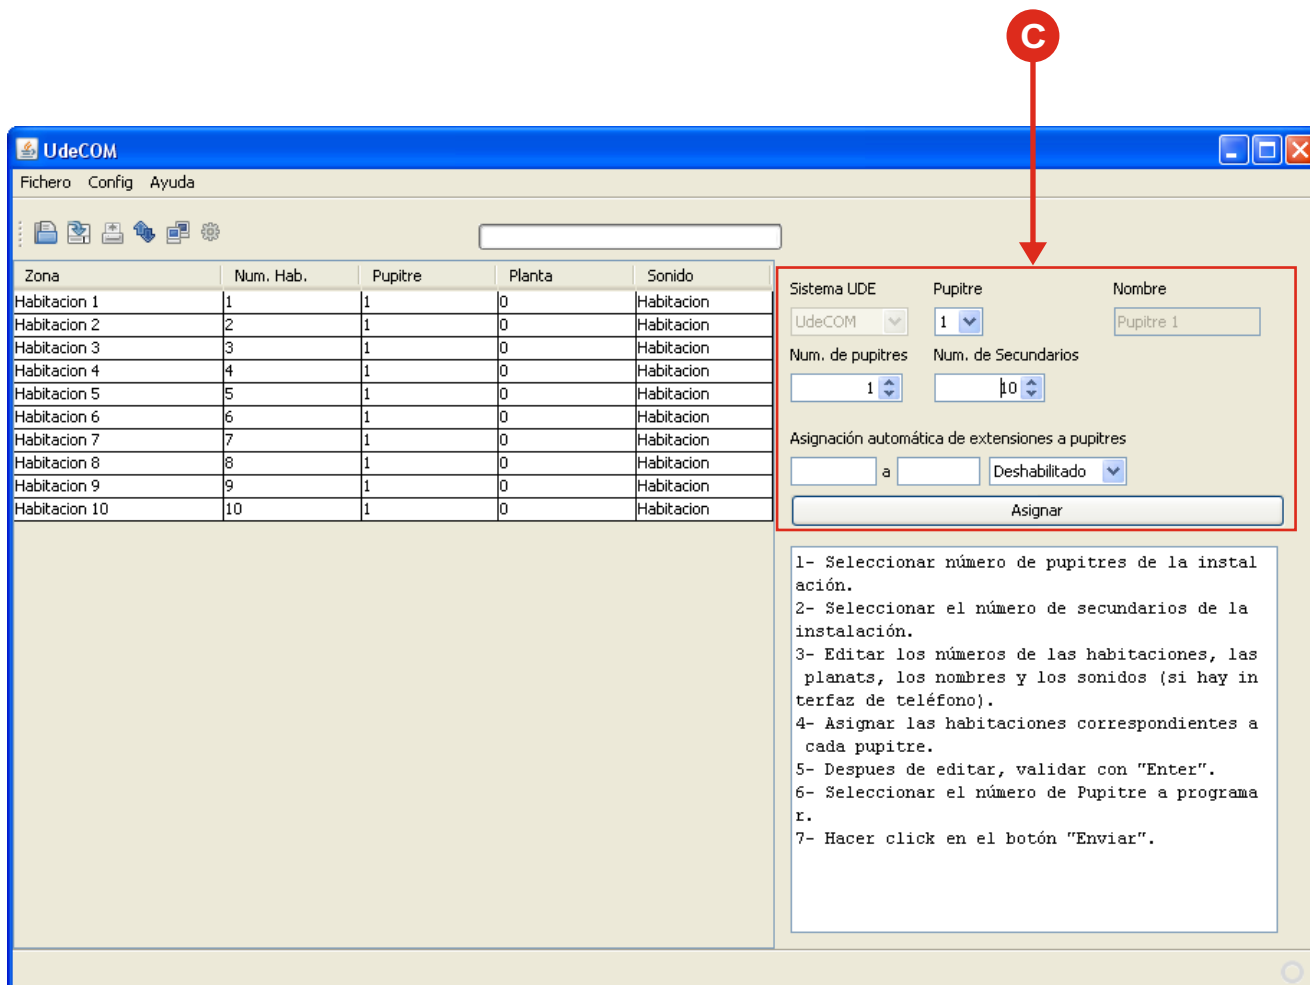 C
UdeCOM
Fichero Config Ayuda
Zona Num. Hab. Pupitre Planta Sonido
Habitacion 1 1 1 0 Habitacion
Habitacion 2 2 1 0 Habitacion
Habitacion 3 3 1 0 Habitacion
Habitacion 4 4 1 0 Habitacion
Habitacion 5 5 1 0 Habitacion
Habitacion 6 6 1 0 Habitacion
Habitacion 7 7 1 0 Habitacion
Habitacion 8 8 1 0 Habitacion
Habitacion 9 9 1 0 Habitacion
Habitacion 10 10 1 0 Habitacion
Sistema UDE Pupitre Nombre
UdeCOM 1 Pupitre 1
Num. de pupitres Num. de Secundarios
1 10
Asignación automática de extensiones a pupitres
a Deshabilitado
Asignar
1- Seleccionar número de pupitres de la instal
ación.
2- Seleccionar el número de secundarios de la
instalación.
3- Editar los números de las habitaciones, las
planats, los nombres y los sonidos (si hay in
terfaz de teléfono).
4- Asignar las habitaciones correspondientes a
cada pupitre.
5- Despues de editar, validar con "Enter".
6- Seleccionar el número de Pupitre a programa
r.
7- Hacer click en el botón "Enviar".